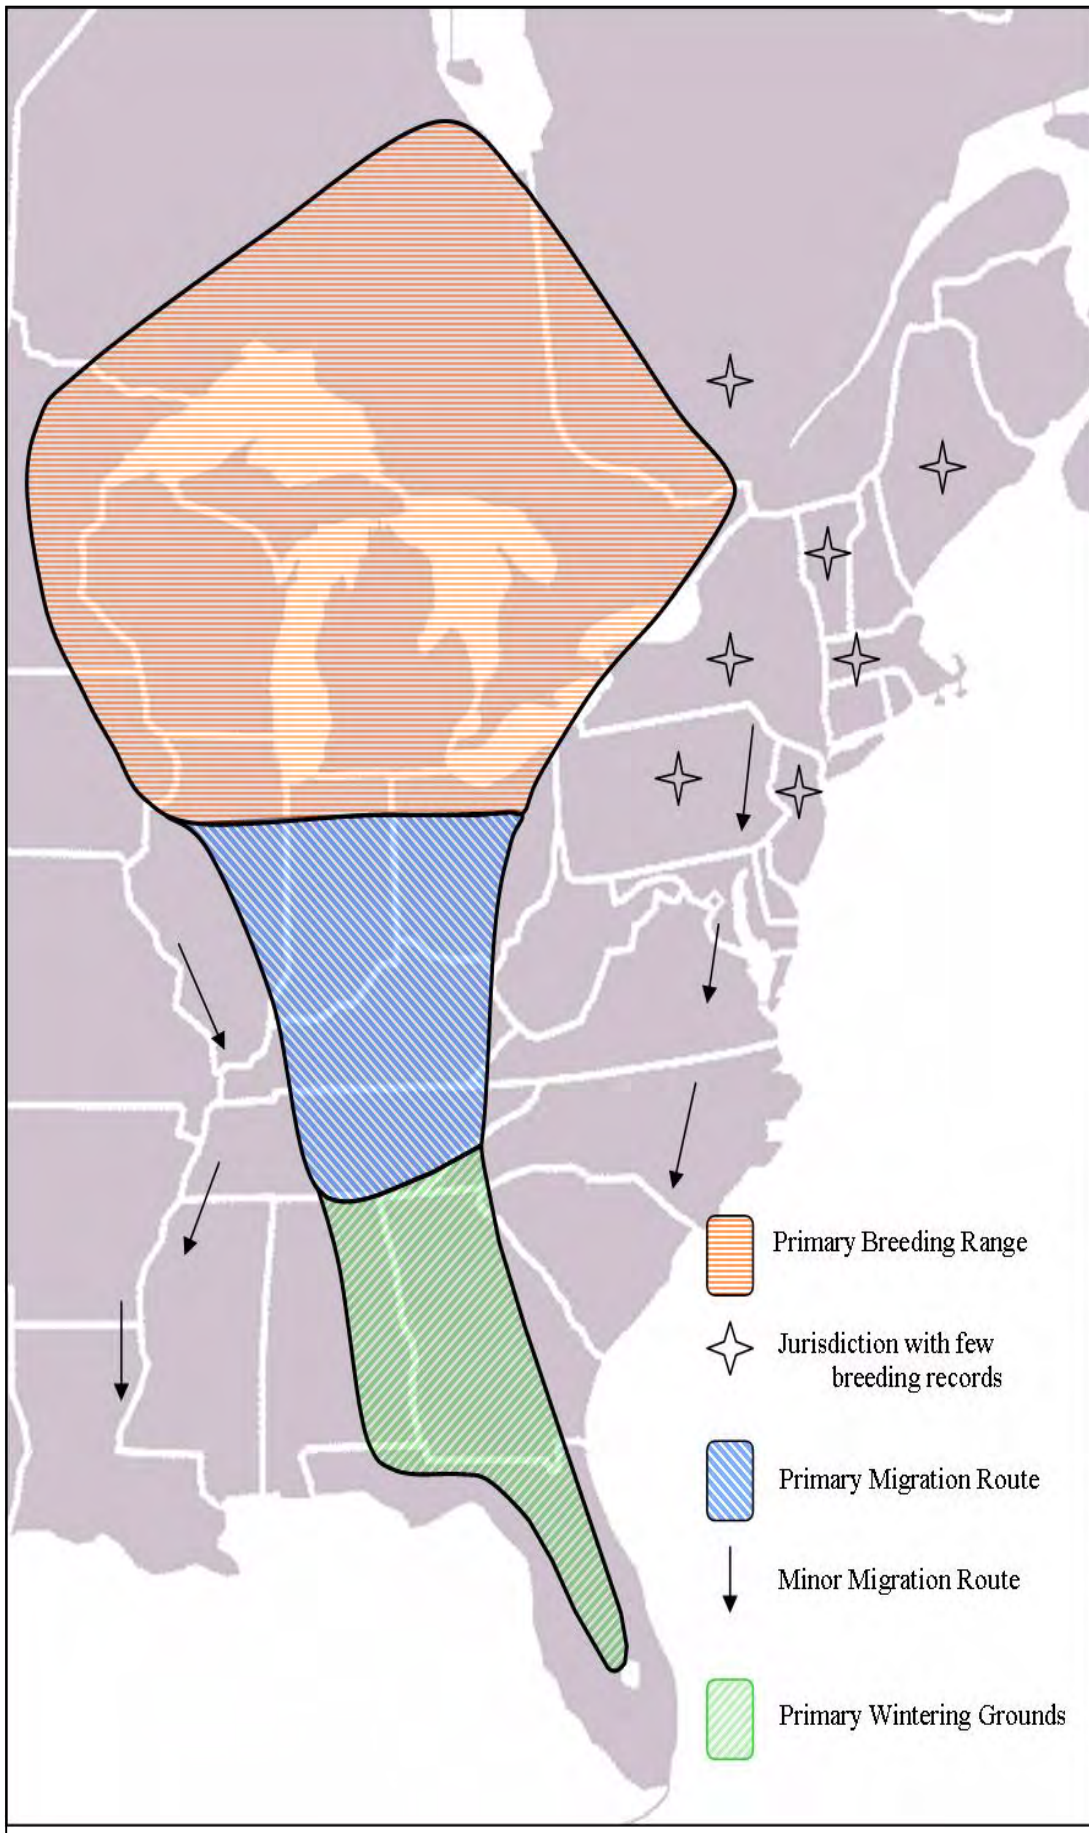 Primary Breeding Range
Jurisdiction with few
breeding records
Primary Migration Route
Minor Migration Route
Primary Wintering Grounds